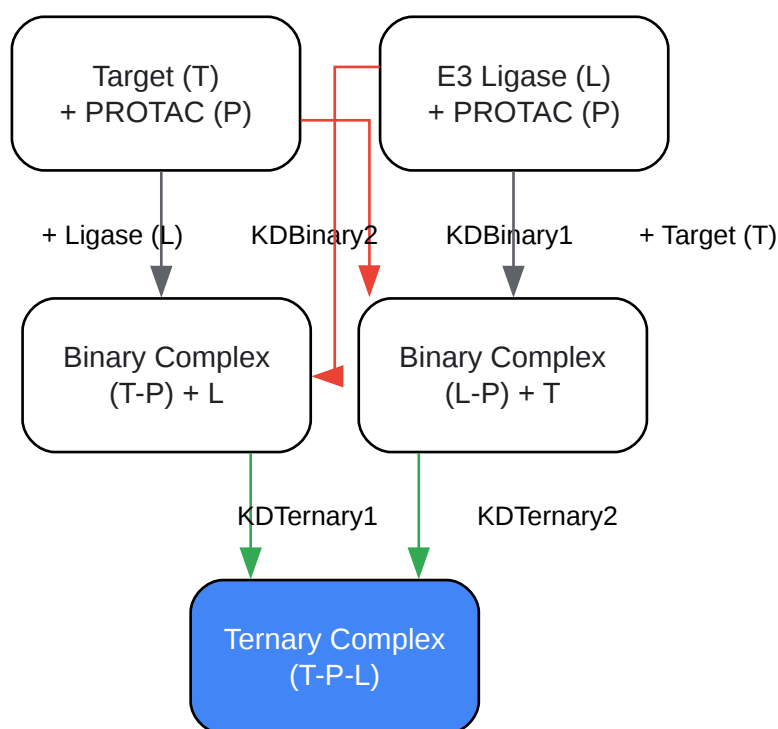 Target (T)
+ PROTAC (P)
E3 Ligase (L)
+ PROTAC (P)
+ Ligase (L)
KDBinary2
KDBinary1
+ Target (T)
Binary Complex
(T-P) + L
Binary Complex
(L-P) + T
KDTernary1
KDTernary2
Ternary Complex
(T-P-L)